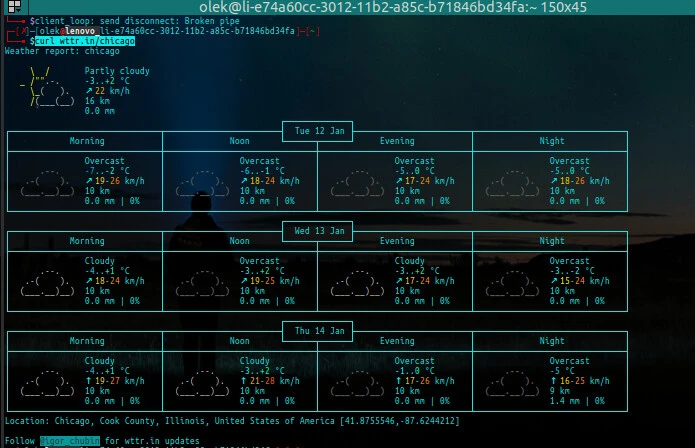 olek@li-e74a60cc-3012-11b2-a85c-b71846bd34fa:~ 150x45
$client_loop: send disconnect: Broken pipe
[olek@lenovo li-e74a60cc-3012-11b2-a85c-b71846bd34fa]-[~]
$curl wttr.in/chicago
Weather report: chicago
Partly cloudy
-3..+2 °C
↗ 22 km/h
16 km
0.0 mm
Tue 12 Jan
Morning Noon Evening Night
Overcast Overcast Overcast Overcast
-7..-2 °C -6..-1 °C -5..0 °C -5..0 °C
↗ 19-26 km/h ↗ 18-24 km/h ↗ 17-24 km/h ↗ 18-26 km/h
10 km 10 km 10 km 10 km
0.0 mm | 0% 0.0 mm | 0% 0.0 mm | 0% 0.0 mm | 0%
Wed 13 Jan
Morning Noon Evening Night
Cloudy Overcast Cloudy Overcast
-4..+1 °C -3..+2 °C -3..+2 °C -3..-2 °C
↗ 18-24 km/h ↗ 19-25 km/h ↗ 17-24 km/h ↗ 15-24 km/h
10 km 10 km 10 km 10 km
0.0 mm | 0% 0.0 mm | 0% 0.0 mm | 0% 0.0 mm | 0%
Thu 14 Jan
Morning Noon Evening Night
Cloudy Cloudy Overcast Overcast
-4..+1 °C -3..+2 °C -1..0 °C -5 °C
↑ 19-27 km/h ↑ 21-28 km/h ↑ 17-26 km/h ↑ 16-25 km/h
10 km 10 km 10 km 9 km
0.0 mm | 0% 0.0 mm | 0% 0.0 mm | 0% 1.4 mm | 0%
Location: Chicago, Cook County, Illinois, United States of America [41.8755546,-87.6244212]
Follow @igor_chubin for wttr.in updates